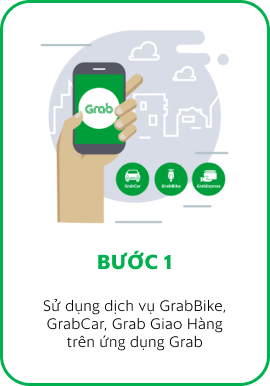 Grab
GrabCar
GrabBike
GrabExpress
BƯỚC 1
Sử dụng dịch vụ GrabBike,
GrabCar, Grab Giao Hàng
trên ứng dụng Grab